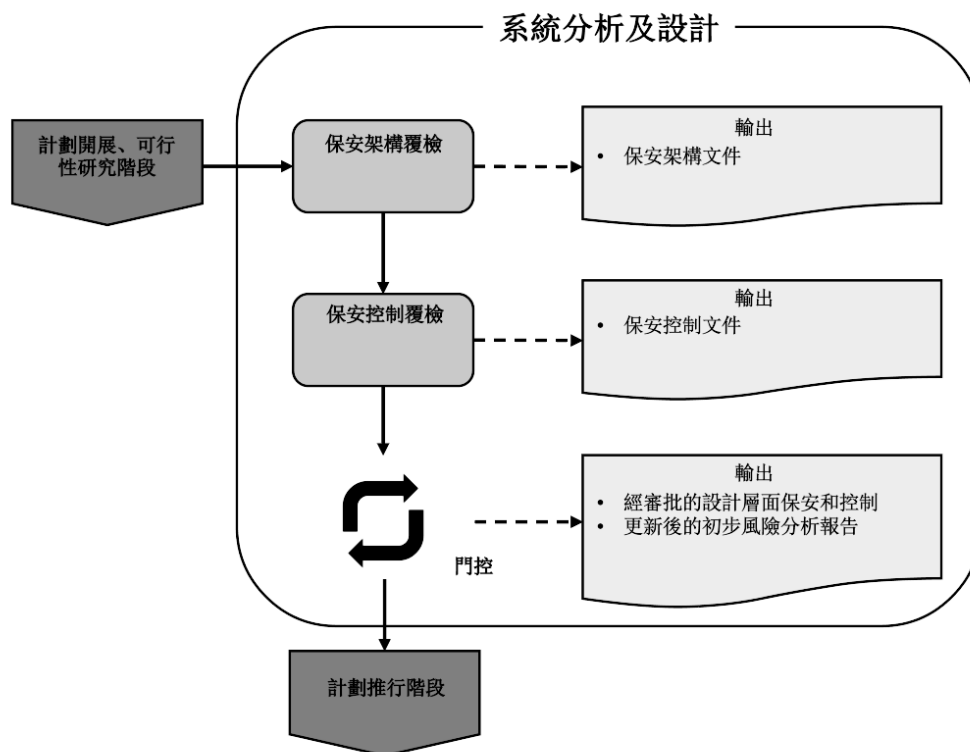 系統分析及設計
計劃開展、可行
性研究階段
保安架構覆檢
輸出
• 保安架構文件
保安控制覆檢
輸出
• 保安控制文件
門控
輸出
• 經審批的設計層面保安和控制
• 更新後的初步風險分析報告
計劃推行階段